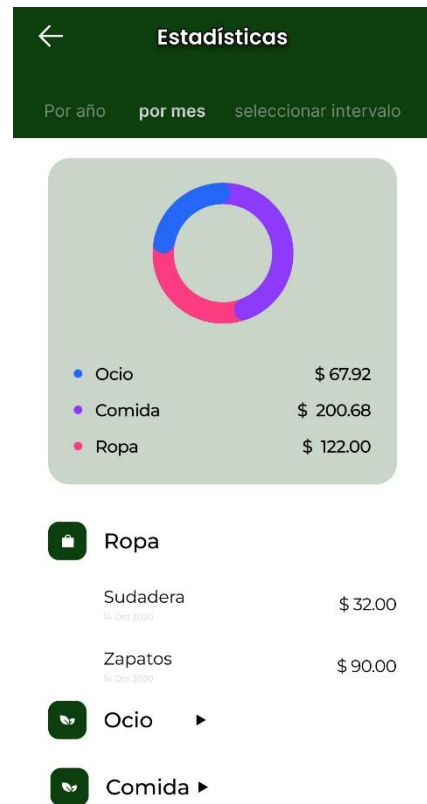 Estadísticas
Por año por mes seleccionar intervalo
Ocio $ 67.92
Comida $ 200.68
Ropa $ 122.00
Ropa
Sudadera $ 32.00
14 Oct 2020
Zapatos $ 90.00
14 Oct 2020
Ocio
Comida